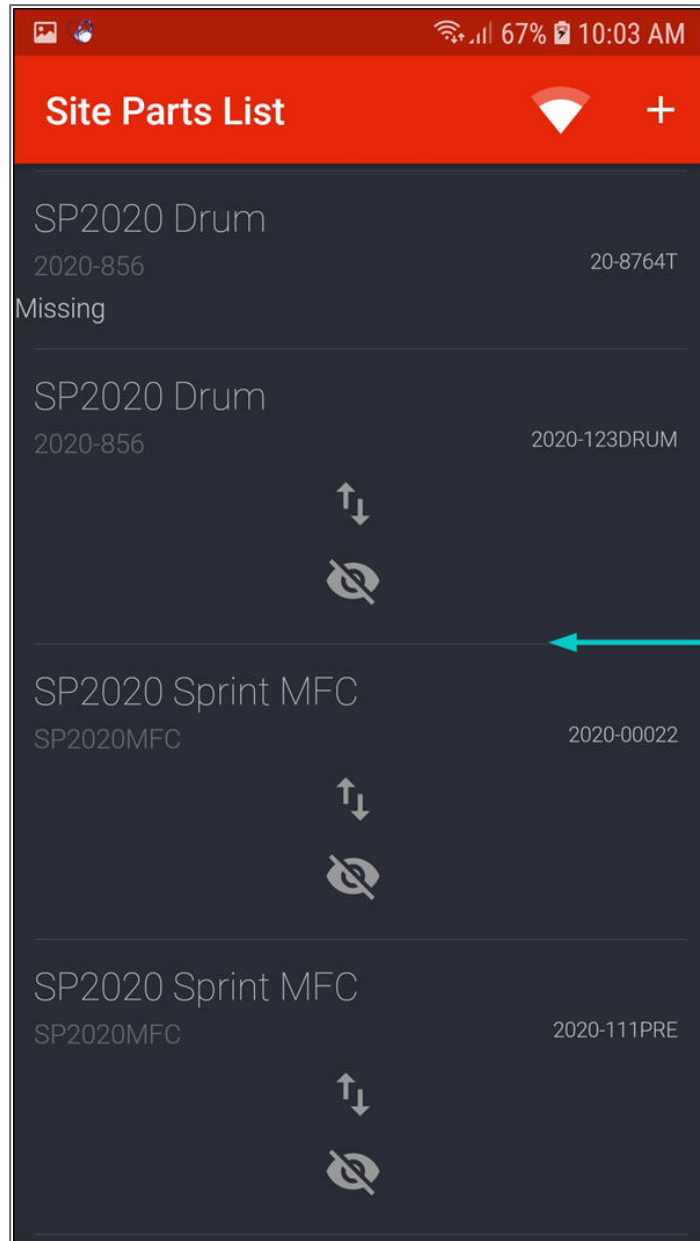 67% 10:03 AM
Site Parts List
SP2020 Drum
2020-856 20-8764T
Missing
SP2020 Drum
2020-856 2020-123DRUM
SP2020 Sprint MFC
SP2020MFC 2020-00022
SP2020 Sprint MFC
SP2020MFC 2020-111PRE